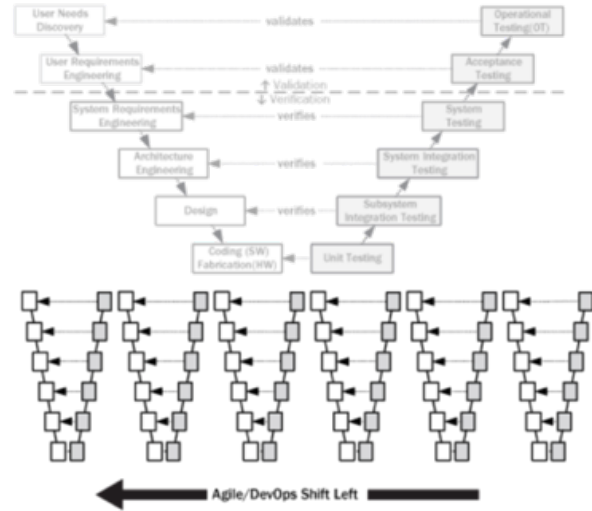 User Needs
Discovery
validates
Operational
Testing(OT)
User Requirements
Engineering
validates
Acceptance
Testing
Validation
Verification
System Requirements
Engineering
verifies
System
Testing
Architecture
Engineering
verifies
System Integration
Testing
Design
verifies
Subsystem
Integration Testing
Coding (SW)
Fabrication(HW)
Unit Testing
Agile/DevOps Shift Left